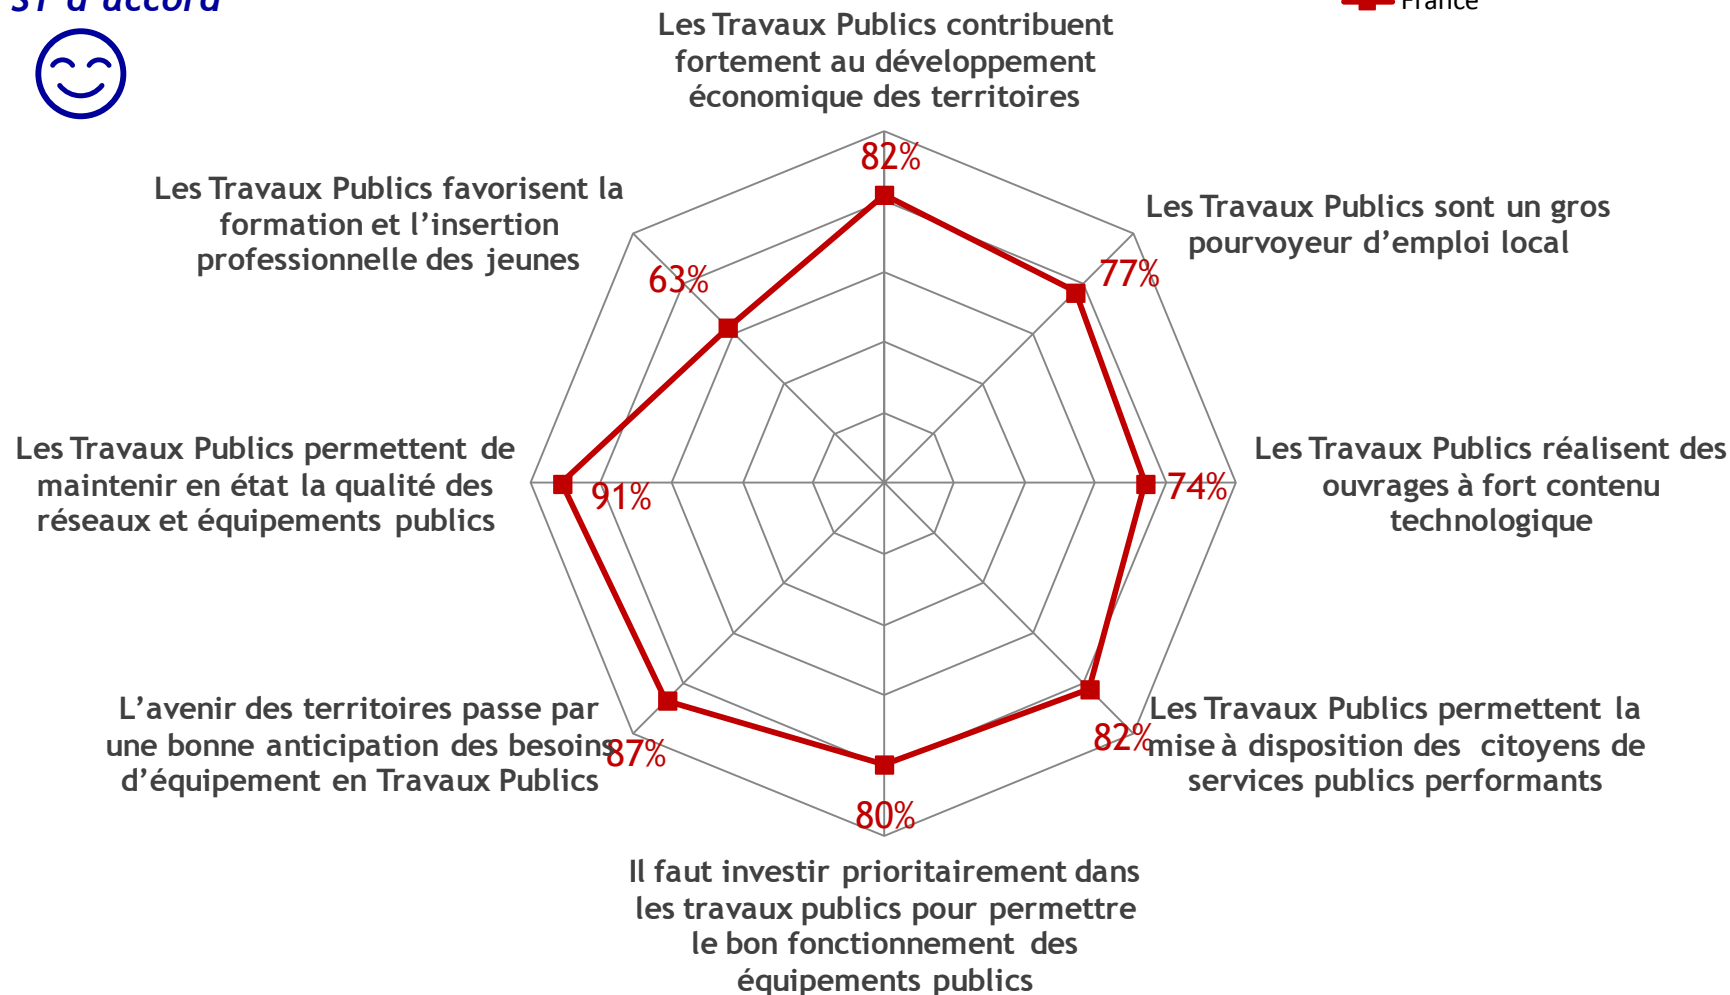 ST d'accord
France
Les Travaux Publics contribuent
fortement au développement
économique des territoires
82%
Les Travaux Publics favorisent la
formation et l’insertion
professionnelle des jeunes
63%
Les Travaux Publics sont un gros
pourvoyeur d’emploi local
77%
Les Travaux Publics permettent de
maintenir en état la qualité des
réseaux et équipements publics
91%
Les Travaux Publics réalisent des
ouvrages à fort contenu
technologique
74%
L’avenir des territoires passe par
une bonne anticipation des besoins
d’équipement en Travaux Publics
87%
Les Travaux Publics permettent la
mise à disposition des citoyens de
services publics performants
82%
80%
Il faut investir prioritairement dans
les travaux publics pour permettre
le bon fonctionnement des
équipements publics